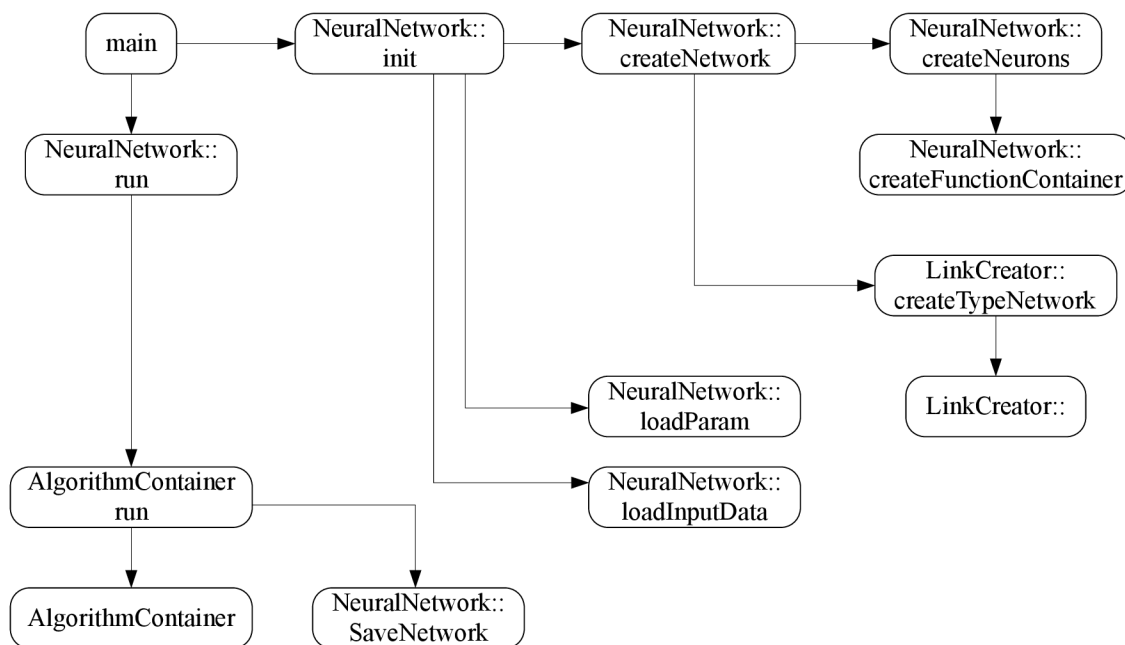 main
NeuralNetwork::
init
NeuralNetwork::
createNetwork
NeuralNetwork::
createNeurons
NeuralNetwork::
run
NeuralNetwork::
createFunctionContainer
LinkCreator::
createTypeNetwork
NeuralNetwork::
loadParam
LinkCreator::
AlgorithmContainer
run
NeuralNetwork::
loadInputData
AlgorithmContainer
NeuralNetwork::
SaveNetwork